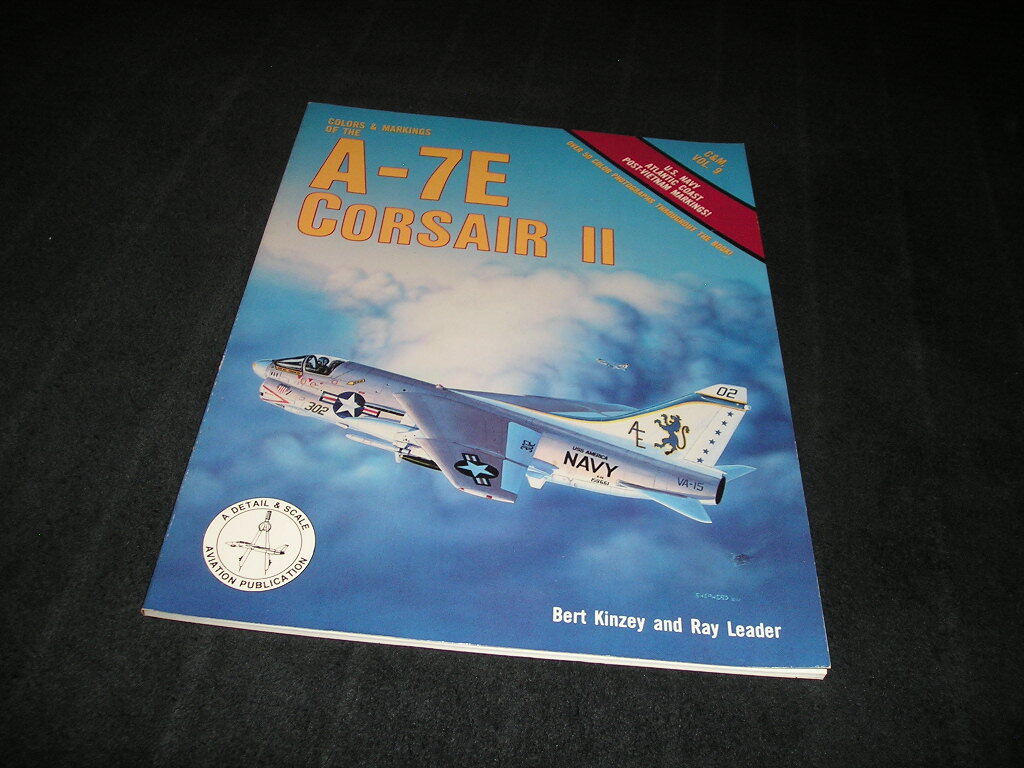 COLORS & MARKINGS
OF THE
A-7E
CORSAIR II
C&M,
VOL. 9
U.S. NAVY
ATLANTIC COAST
POST-VIETNAM MARKINGS!
OVER 90 COLOR PHOTOGRAPHS THROUGHOUT THE BOOK!
302
02
AE
302
USS AMERICA
NAVY
VA-15
A DETAIL & SCALE
AVIATION PUBLICATION
Bert Kinzey and Ray Leader